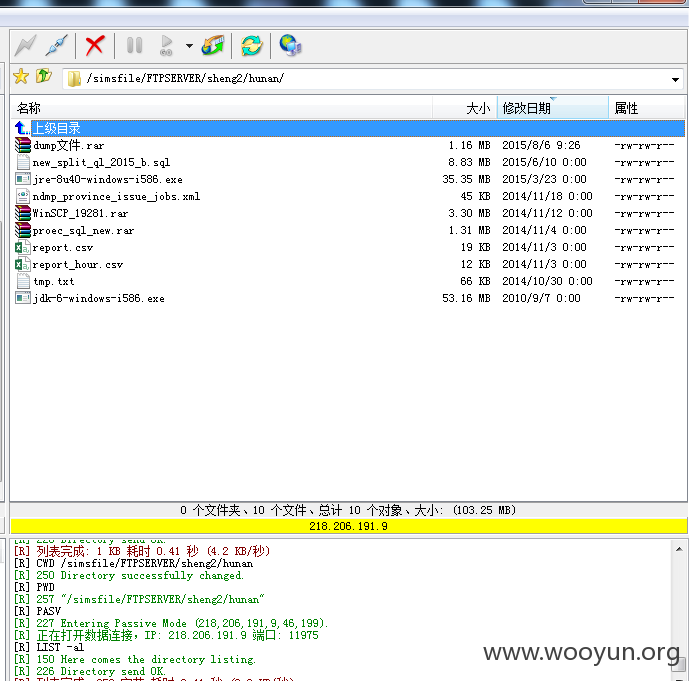 /simsfile/FTPSERVER/sheng2/hunan/
名称 大小 修改日期 属性
上级目录
dump文件.rar 1.16 MB 2015/8/6 9:26 -rw-rw-r--
new_split_ql_2015_b.sql 8.83 MB 2015/6/10 0:00 -rw-rw-r--
jre-8u40-windows-i586.exe 35.35 MB 2015/3/23 0:00 -rw-rw-r--
ndmp_province_issue_jobs.xml 45 KB 2014/11/18 0:00 -rw-rw-r--
WinSCP_19281.rar 3.30 MB 2014/11/12 0:00 -rw-rw-r--
proec_sql_new.rar 1.31 MB 2014/11/4 0:00 -rw-rw-r--
report.csv 19 KB 2014/11/3 0:00 -rw-rw-r--
report_hour.csv 12 KB 2014/11/3 0:00 -rw-rw-r--
tmp.txt 66 KB 2014/10/30 0:00 -rw-rw-r--
jdk-6-windows-i586.exe 53.16 MB 2010/9/7 0:00 -rw-rw-r--
0 个文件夹、10 个文件、总计 10 个对象、大小: (103.25 MB)
218.206.191.9
[R] 226 Directory send OK.
[R] 列表完成: 1 KB 耗时 0.41 秒 (4.2 KB/秒)
[R] CWD /simsfile/FTPSERVER/sheng2/hunan
[R] 250 Directory successfully changed.
[R] PWD
[R] 257 "/simsfile/FTPSERVER/sheng2/hunan"
[R] PASV
[R] 227 Entering Passive Mode (218,206,191,9,46,199).
[R] 正在打开数据连接，IP: 218.206.191.9 端口: 11975
[R] LIST -al
[R] 150 Here comes the directory listing.
[R] 226 Directory send OK.
www.wooyun.org